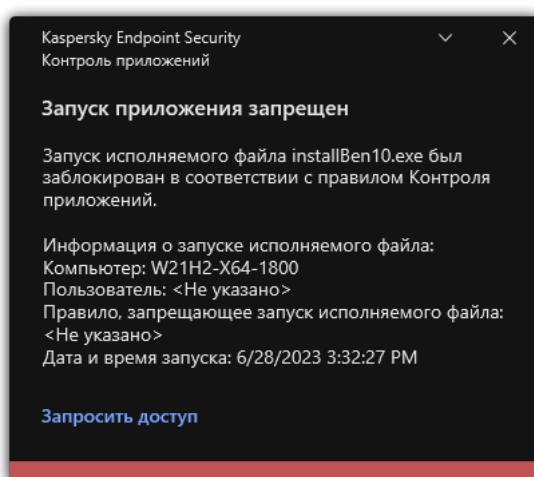 Kaspersky Endpoint Security
Контроль приложений
Запуск приложения запрещен
Запуск исполняемого файла installBen10.exe был
заблокирован в соответствии с правилом Контроля
приложений.
Информация о запуске исполняемого файла:
Компьютер: W21H2-X64-1800
Пользователь: <Не указано>
Правило, запрещающее запуск исполняемого файла:
<Не указано>
Дата и время запуска: 6/28/2023 3:32:27 PM
Запросить доступ